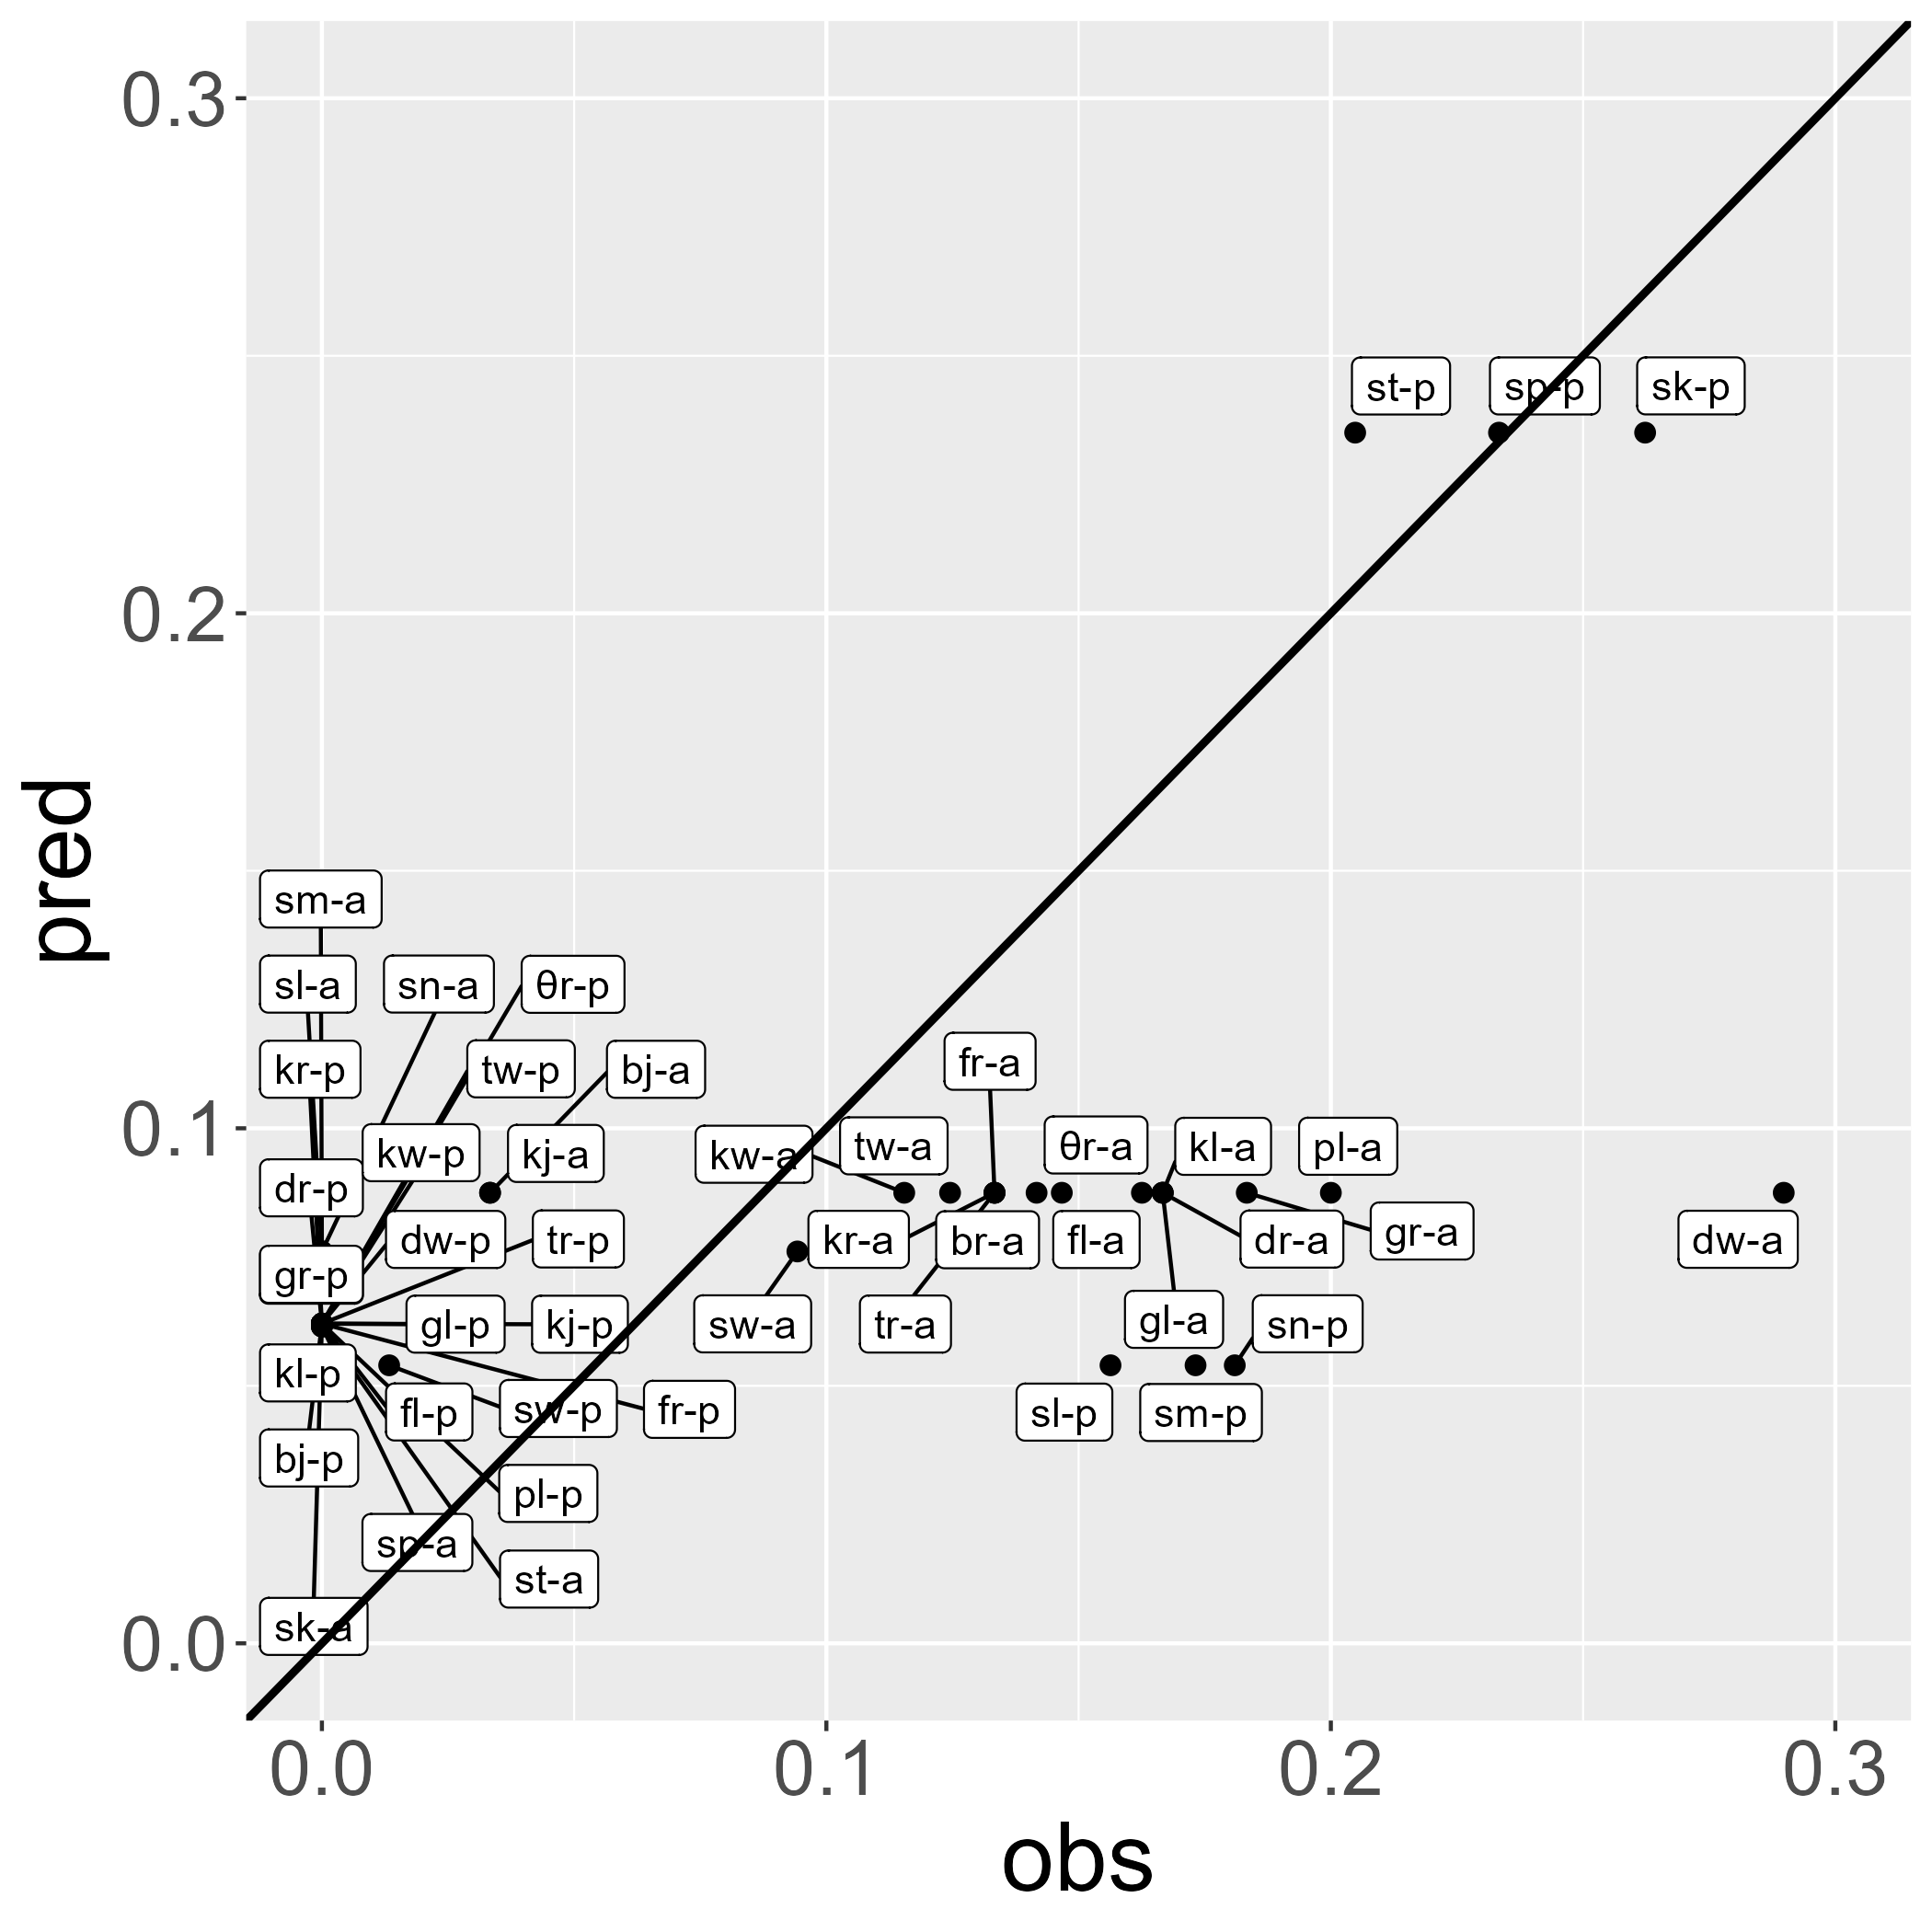 0.3
st-p sp-p sk-p
0.2
pred
sm-a
sl-a sn-a θr-p
kr-p tw-p bj-a fr-a
0.1
kw-p kj-a kw-a tw-a θr-a kl-a pl-a
dr-p
dw-p tr-p kr-a br-a fl-a dr-a gr-a dw-a
gr-p
gl-p kj-p sw-a tr-a gl-a sn-p
kl-p
fl-p sw-p fr-p sl-p sm-p
bj-p
pl-p
sp-a
st-a
sk-a
0.0
0.0 0.1 0.2 0.3
obs